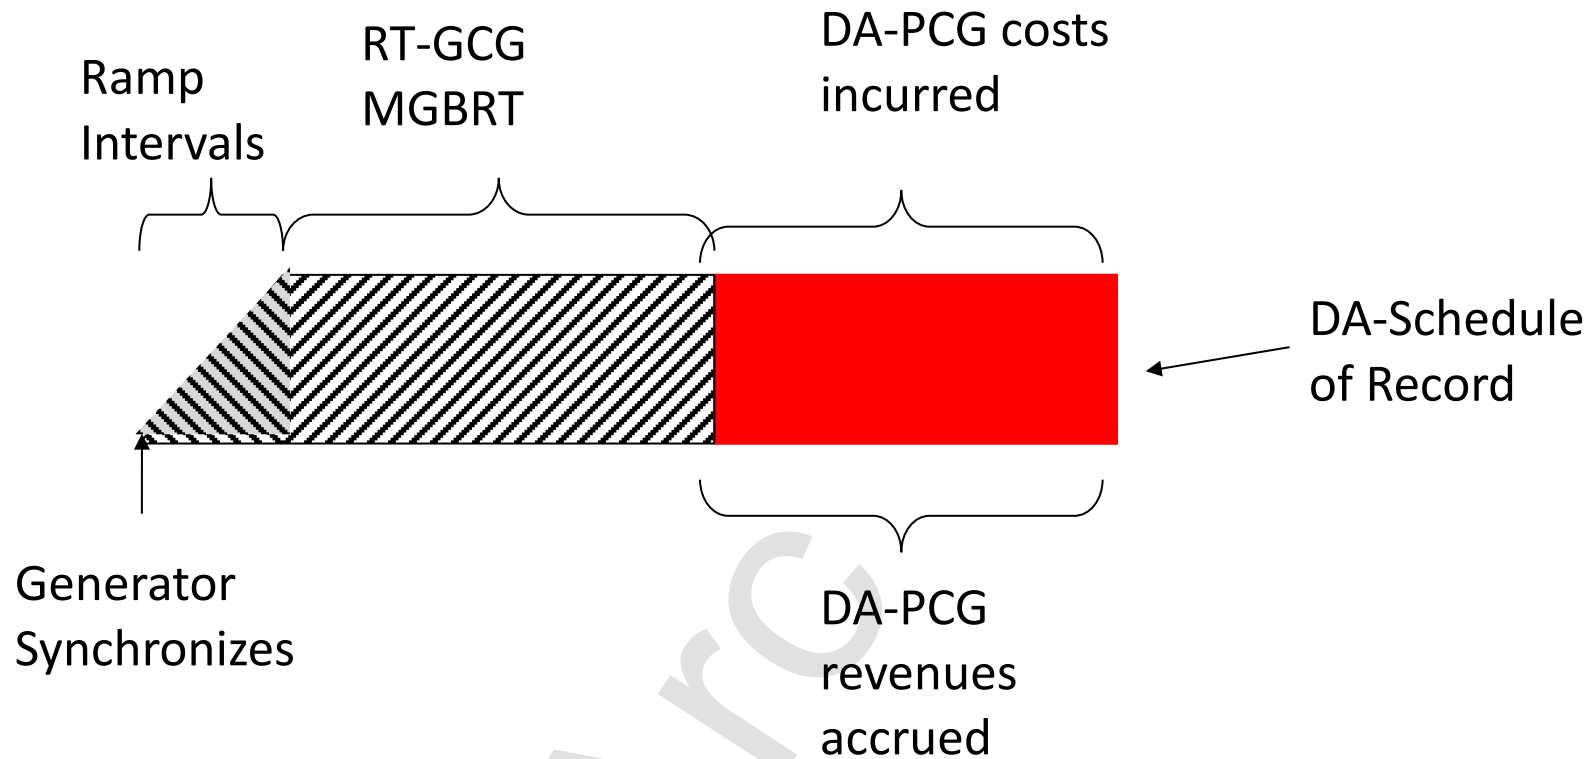 Ramp
Intervals
RT-GCG
MGBRT
DA-PCG costs
incurred
DA-Schedule
of Record
Generator
Synchronizes
DA-PCG
revenues
accrued